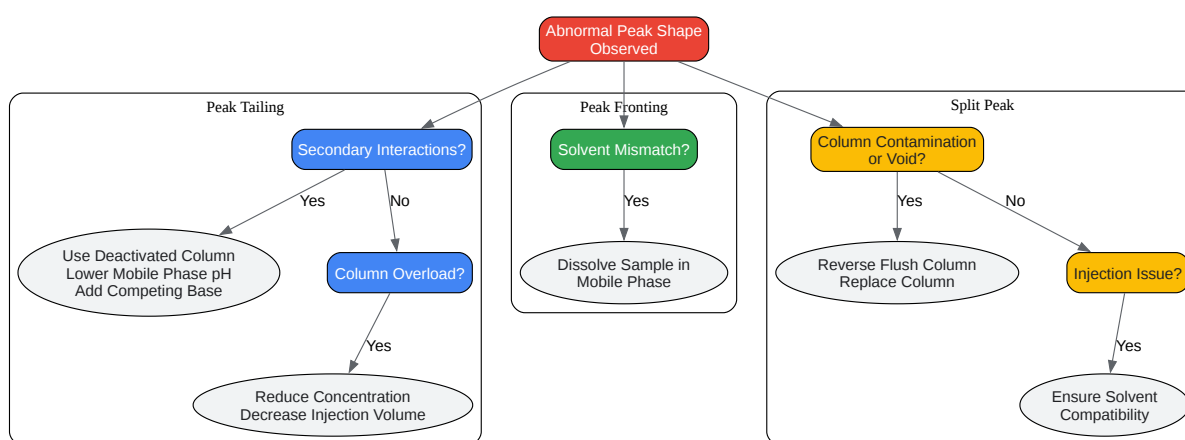 Abnormal Peak Shape
Observed
Peak Tailing
Secondary Interactions?
Yes
No
Use Deactivated Column
Lower Mobile Phase pH
Add Competing Base
Column Overload?
Yes
Reduce Concentration
Decrease Injection Volume
Peak Fronting
Solvent Mismatch?
Yes
Dissolve Sample in
Mobile Phase
Split Peak
Column Contamination
or Void?
Yes
No
Reverse Flush Column
Replace Column
Injection Issue?
Yes
Ensure Solvent
Compatibility